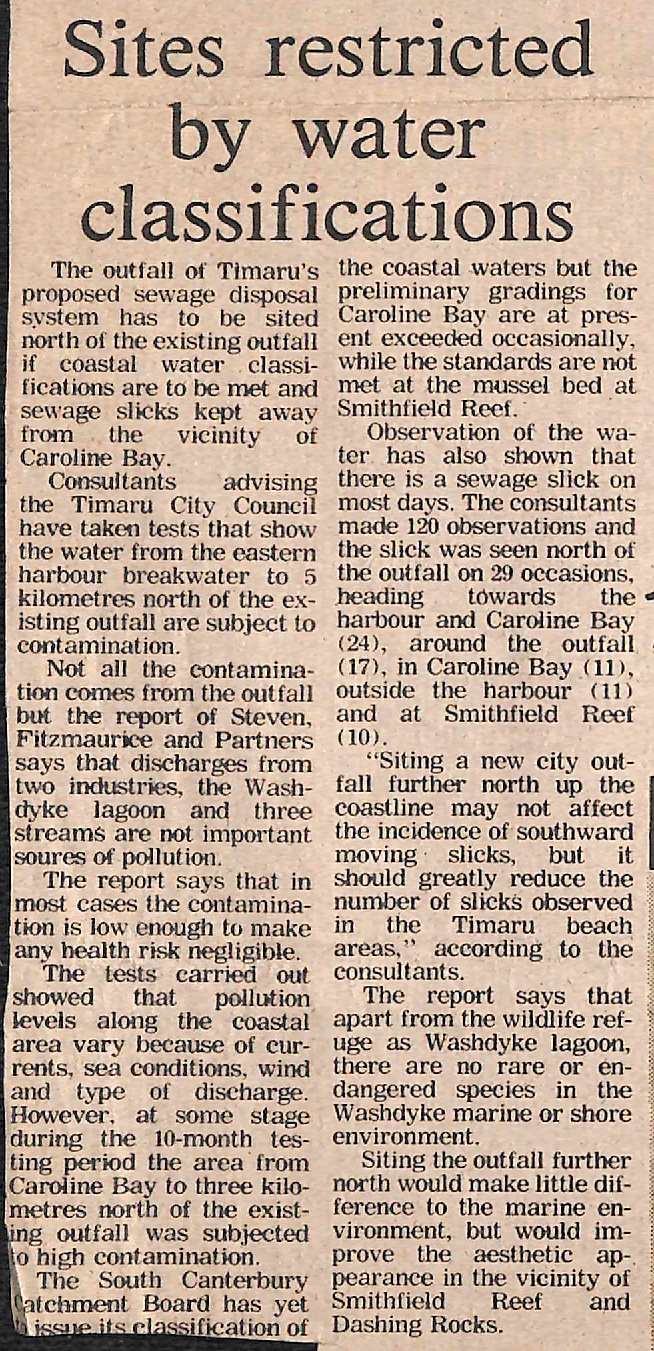 Sites restricted
by water
classifications
The outfall of Timaru's
proposed sewage disposal
system has to be sited
north of the existing outfall
if coastal water classi-
fications are to be met and
sewage slicks kept away
from the vicinity of
Caroline Bay.
Consultants advising
the Timaru City Council
have taken tests that show
the water from the eastern
harbour breakwater to 5
kilometres north of the ex-
isting outfall are subject to
contamination.
Not all the contamina-
tion comes from the outfall
but the report of Steven,
Fitzmaurice and Partners
says that discharges from
two industries, the Wash-
dyke lagoon and three
streams are not important
soures of pollution.
The report says that in
most cases the contamina-
tion is low enough to make
any health risk negligible.
The tests carried out
showed that pollution
levels along the coastal
area vary because of cur-
rents, sea conditions, wind
and type of discharge.
However, at some stage
during the 10-month tes-
ting period the area from
Caroline Bay to three kilo-
metres north of the exist-
ing outfall was subjected
to high contamination.
The South Canterbury
Catchment Board has yet
to issue its classification of
the coastal waters but the
preliminary gradings for
Caroline Bay are at pres-
ent exceeded occasionally,
while the standards are not
met at the mussel bed at
Smithfield Reef.
Observation of the wa-
ter has also shown that
there is a sewage slick on
most days. The consultants
made 120 observations and
the slick was seen north of
the outfall on 29 occasions,
heading towards the
harbour and Caroline Bay
(24), around the outfall
(17), in Caroline Bay (11),
outside the harbour (11)
and at Smithfield Reef
(10).
"Siting a new city out-
fall further north up the
coastline may not affect
the incidence of southward
moving slicks, but it
should greatly reduce the
number of slicks observed
in the Timaru beach
areas," according to the
consultants.
The report says that
apart from the wildlife ref-
uge as Washdyke lagoon,
there are no rare or en-
dangered species in the
Washdyke marine or shore
environment.
Siting the outfall further
north would make little dif-
ference to the marine en-
vironment, but would im-
prove the aesthetic ap-
pearance in the vicinity of
Smithfield Reef and
Dashing Rocks.